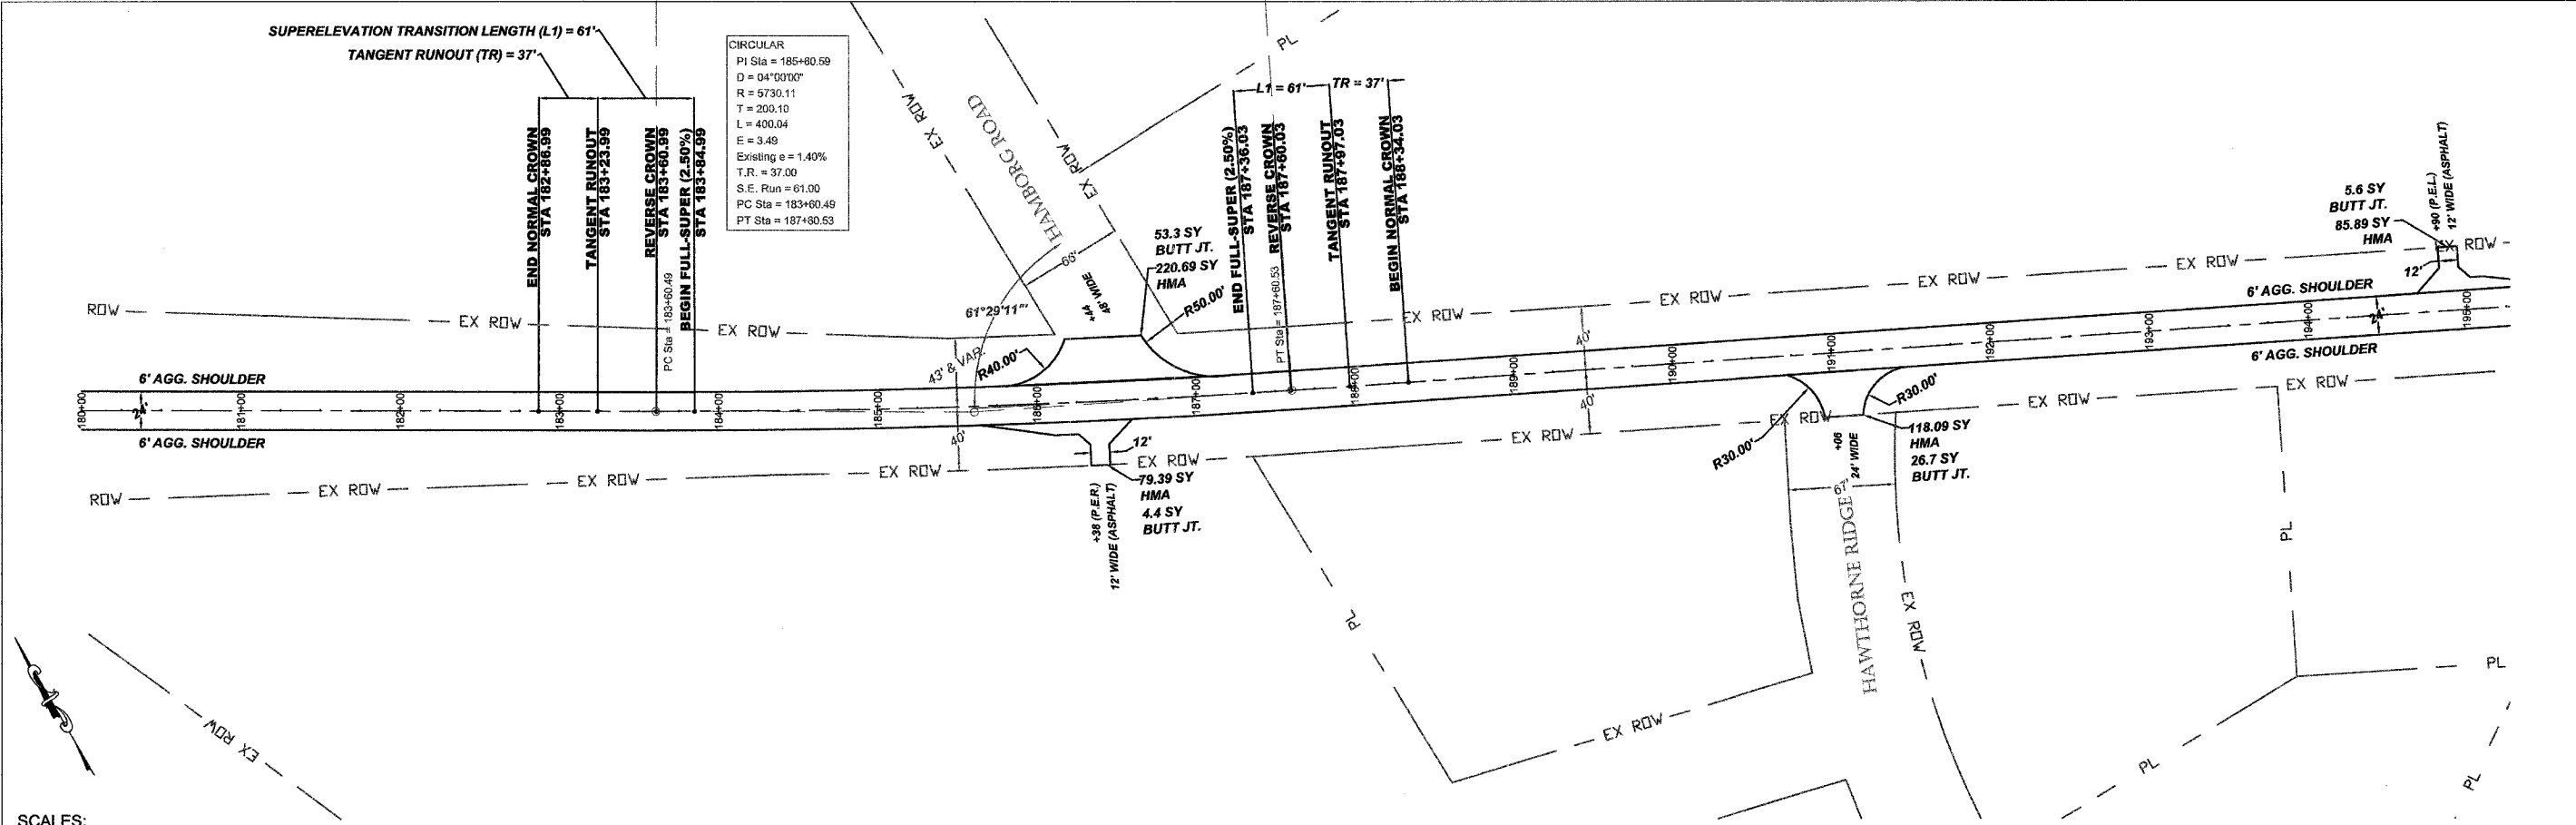 SUPERELEVATION TRANSITION LENGTH (L1) = 61'
TANGENT RUNOUT (TR) = 37'
END NORMAL CROWN
STA 182+86.99
TANGENT RUNOUT
STA 183+23.99
REVERSE CROWN
STA 183+60.99
PC Sta = 183+60.49
BEGIN FULL-SUPER (2.50%)
STA 183+84.99
CIRCULAR
PI Sta = 185+60.59
D = 04°00'00"
R = 5730.11
T = 200.10
L = 400.04
E = 3.49
Existing e = 1.40%
T.R. = 37.00
S.E. Run = 61.00
PC Sta = 183+60.49
PT Sta = 187+60.53
EX ROW
HAMBORG ROAD
EX ROW
PL
66'
61°29'11"
+44
48' WIDE
53.3 SY
BUTT JT.
220.69 SY
HMA
R50.00'
R40.00'
43' & VAR.
L1 = 61'
TR = 37'
END FULL-SUPER (2.50%)
STA 187+36.03
REVERSE CROWN
STA 187+60.03
PT Sta = 187+60.53
TANGENT RUNOUT
STA 187+97.03
BEGIN NORMAL CROWN
STA 188+34.03
5.6 SY
BUTT JT.
85.89 SY
HMA
+90 (P.E.L.)
12' WIDE (ASPHALT)
12'
ROW
EX ROW
EX ROW
EX ROW
EX ROW
EX ROW
EX ROW
EX ROW
EX ROW
6' AGG. SHOULDER
6' AGG. SHOULDER
24'
180+00
181+00
182+00
183+00
184+00
185+00
186+00
187+00
188+00
189+00
190+00
191+00
192+00
193+00
194+00
195+00
24'
40'
40'
40'
6' AGG. SHOULDER
6' AGG. SHOULDER
ROW
EX ROW
EX ROW
EX ROW
EX ROW
EX ROW
EX ROW
EX ROW
EX ROW
12'
79.39 SY
HMA
4.4 SY
BUTT JT.
+38 (P.E.R.)
12' WIDE (ASPHALT)
R30.00'
R30.00'
+06
24' WIDE
118.09 SY
HMA
26.7 SY
BUTT JT.
67'
HAWTHORNE RIDGE
EX ROW
PL
PL
PL
EX ROW
EX ROW
PL
PL
SCALES: